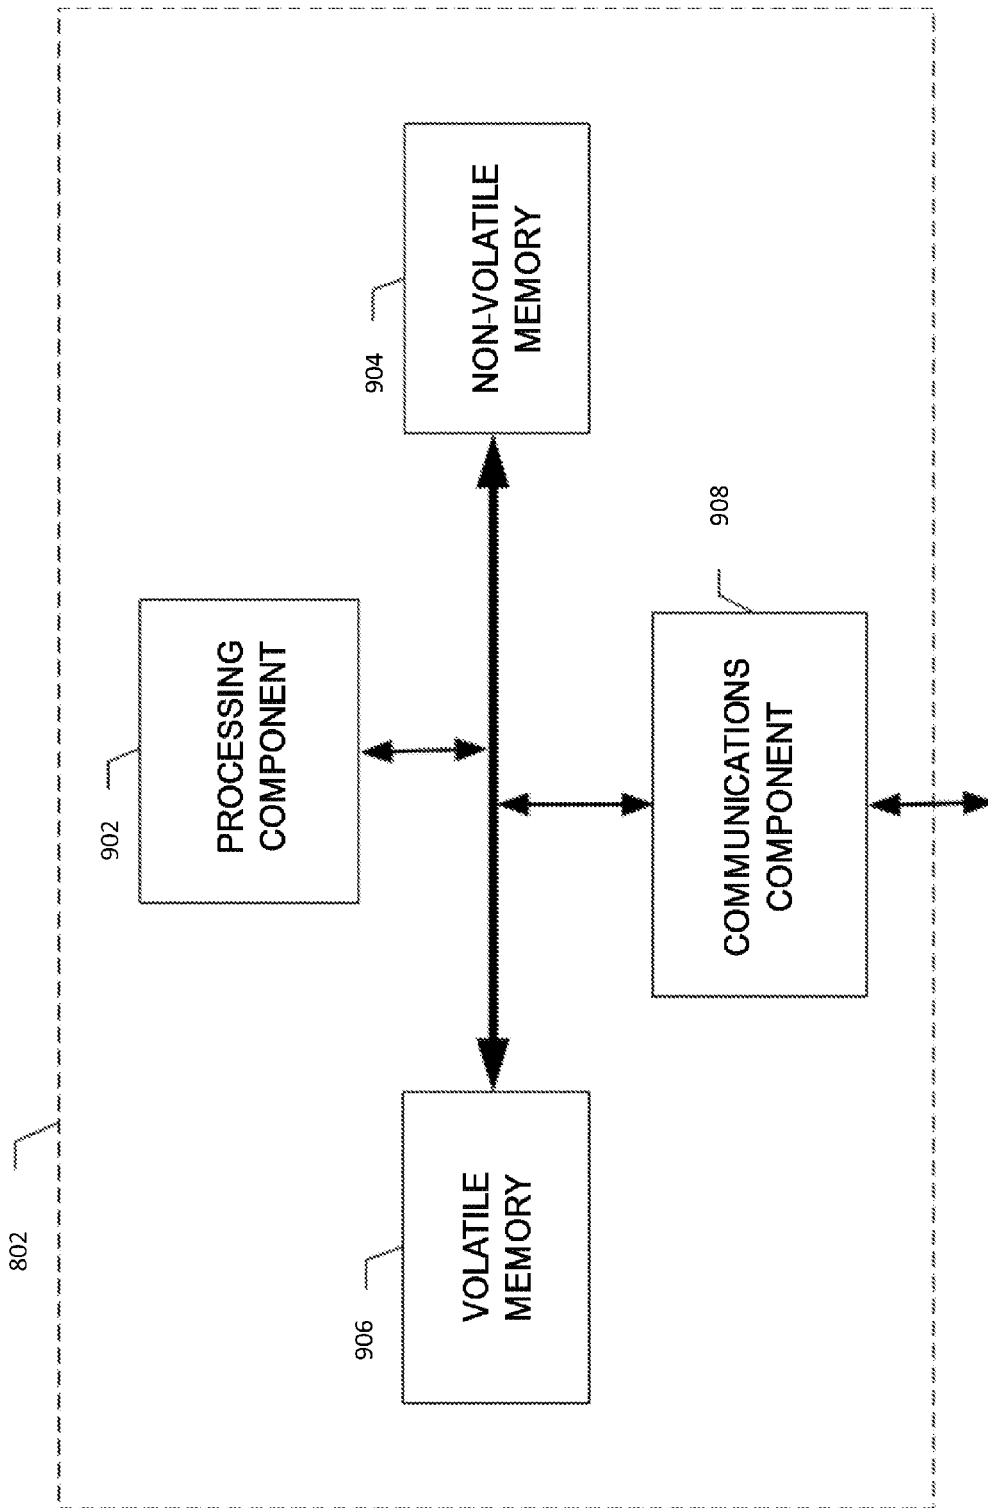 802
902
PROCESSING
COMPONENT
906
VOLATILE
MEMORY
904
NON-VOLATILE
MEMORY
908
COMMUNICATIONS
COMPONENT